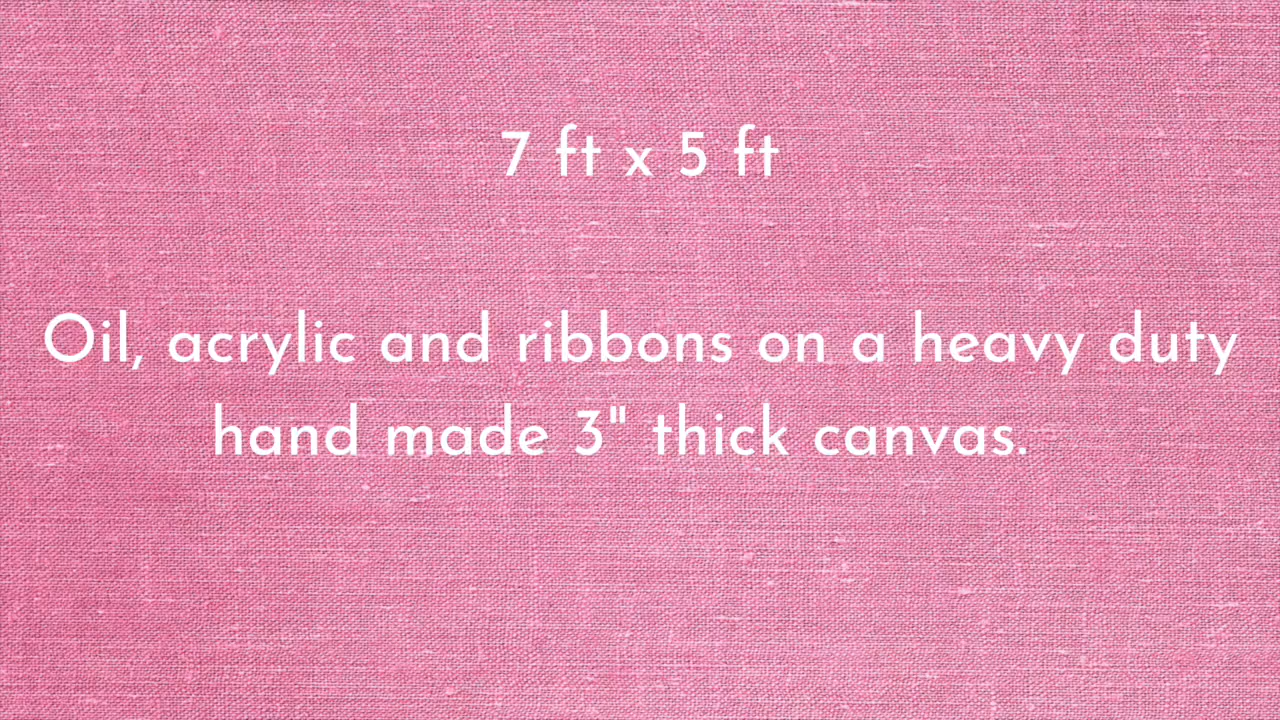 7 ft x 5 ft
Oil, acrylic and ribbons on a heavy duty
hand made 3" thick canvas.